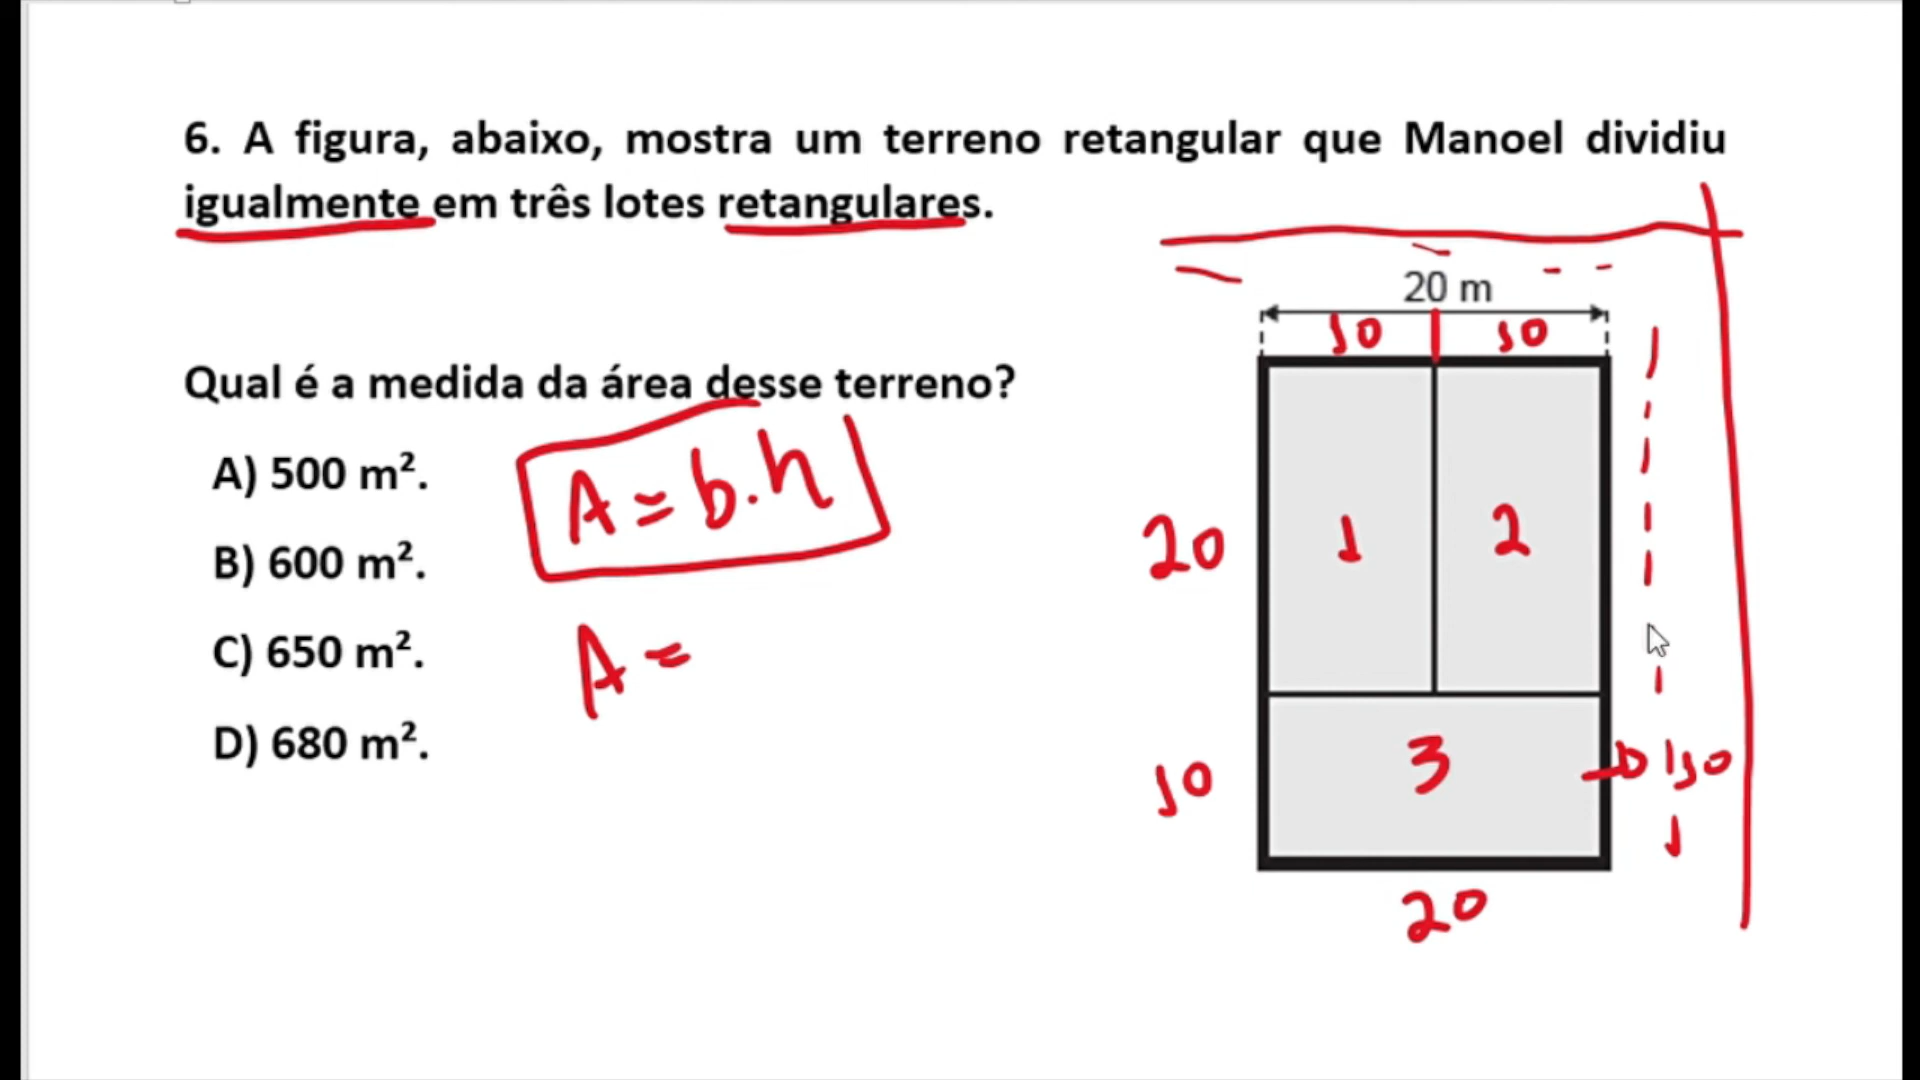 6. A figura, abaixo, mostra um terreno retangular que Manoel dividiu
igualmente em três lotes retangulares.
20 m
10 10
Qual é a medida da área desse terreno?
A) 500 m².
B) 600 m².
C) 650 m².
D) 680 m².
A = b.h
A =
20
1
2
3
10
10
20